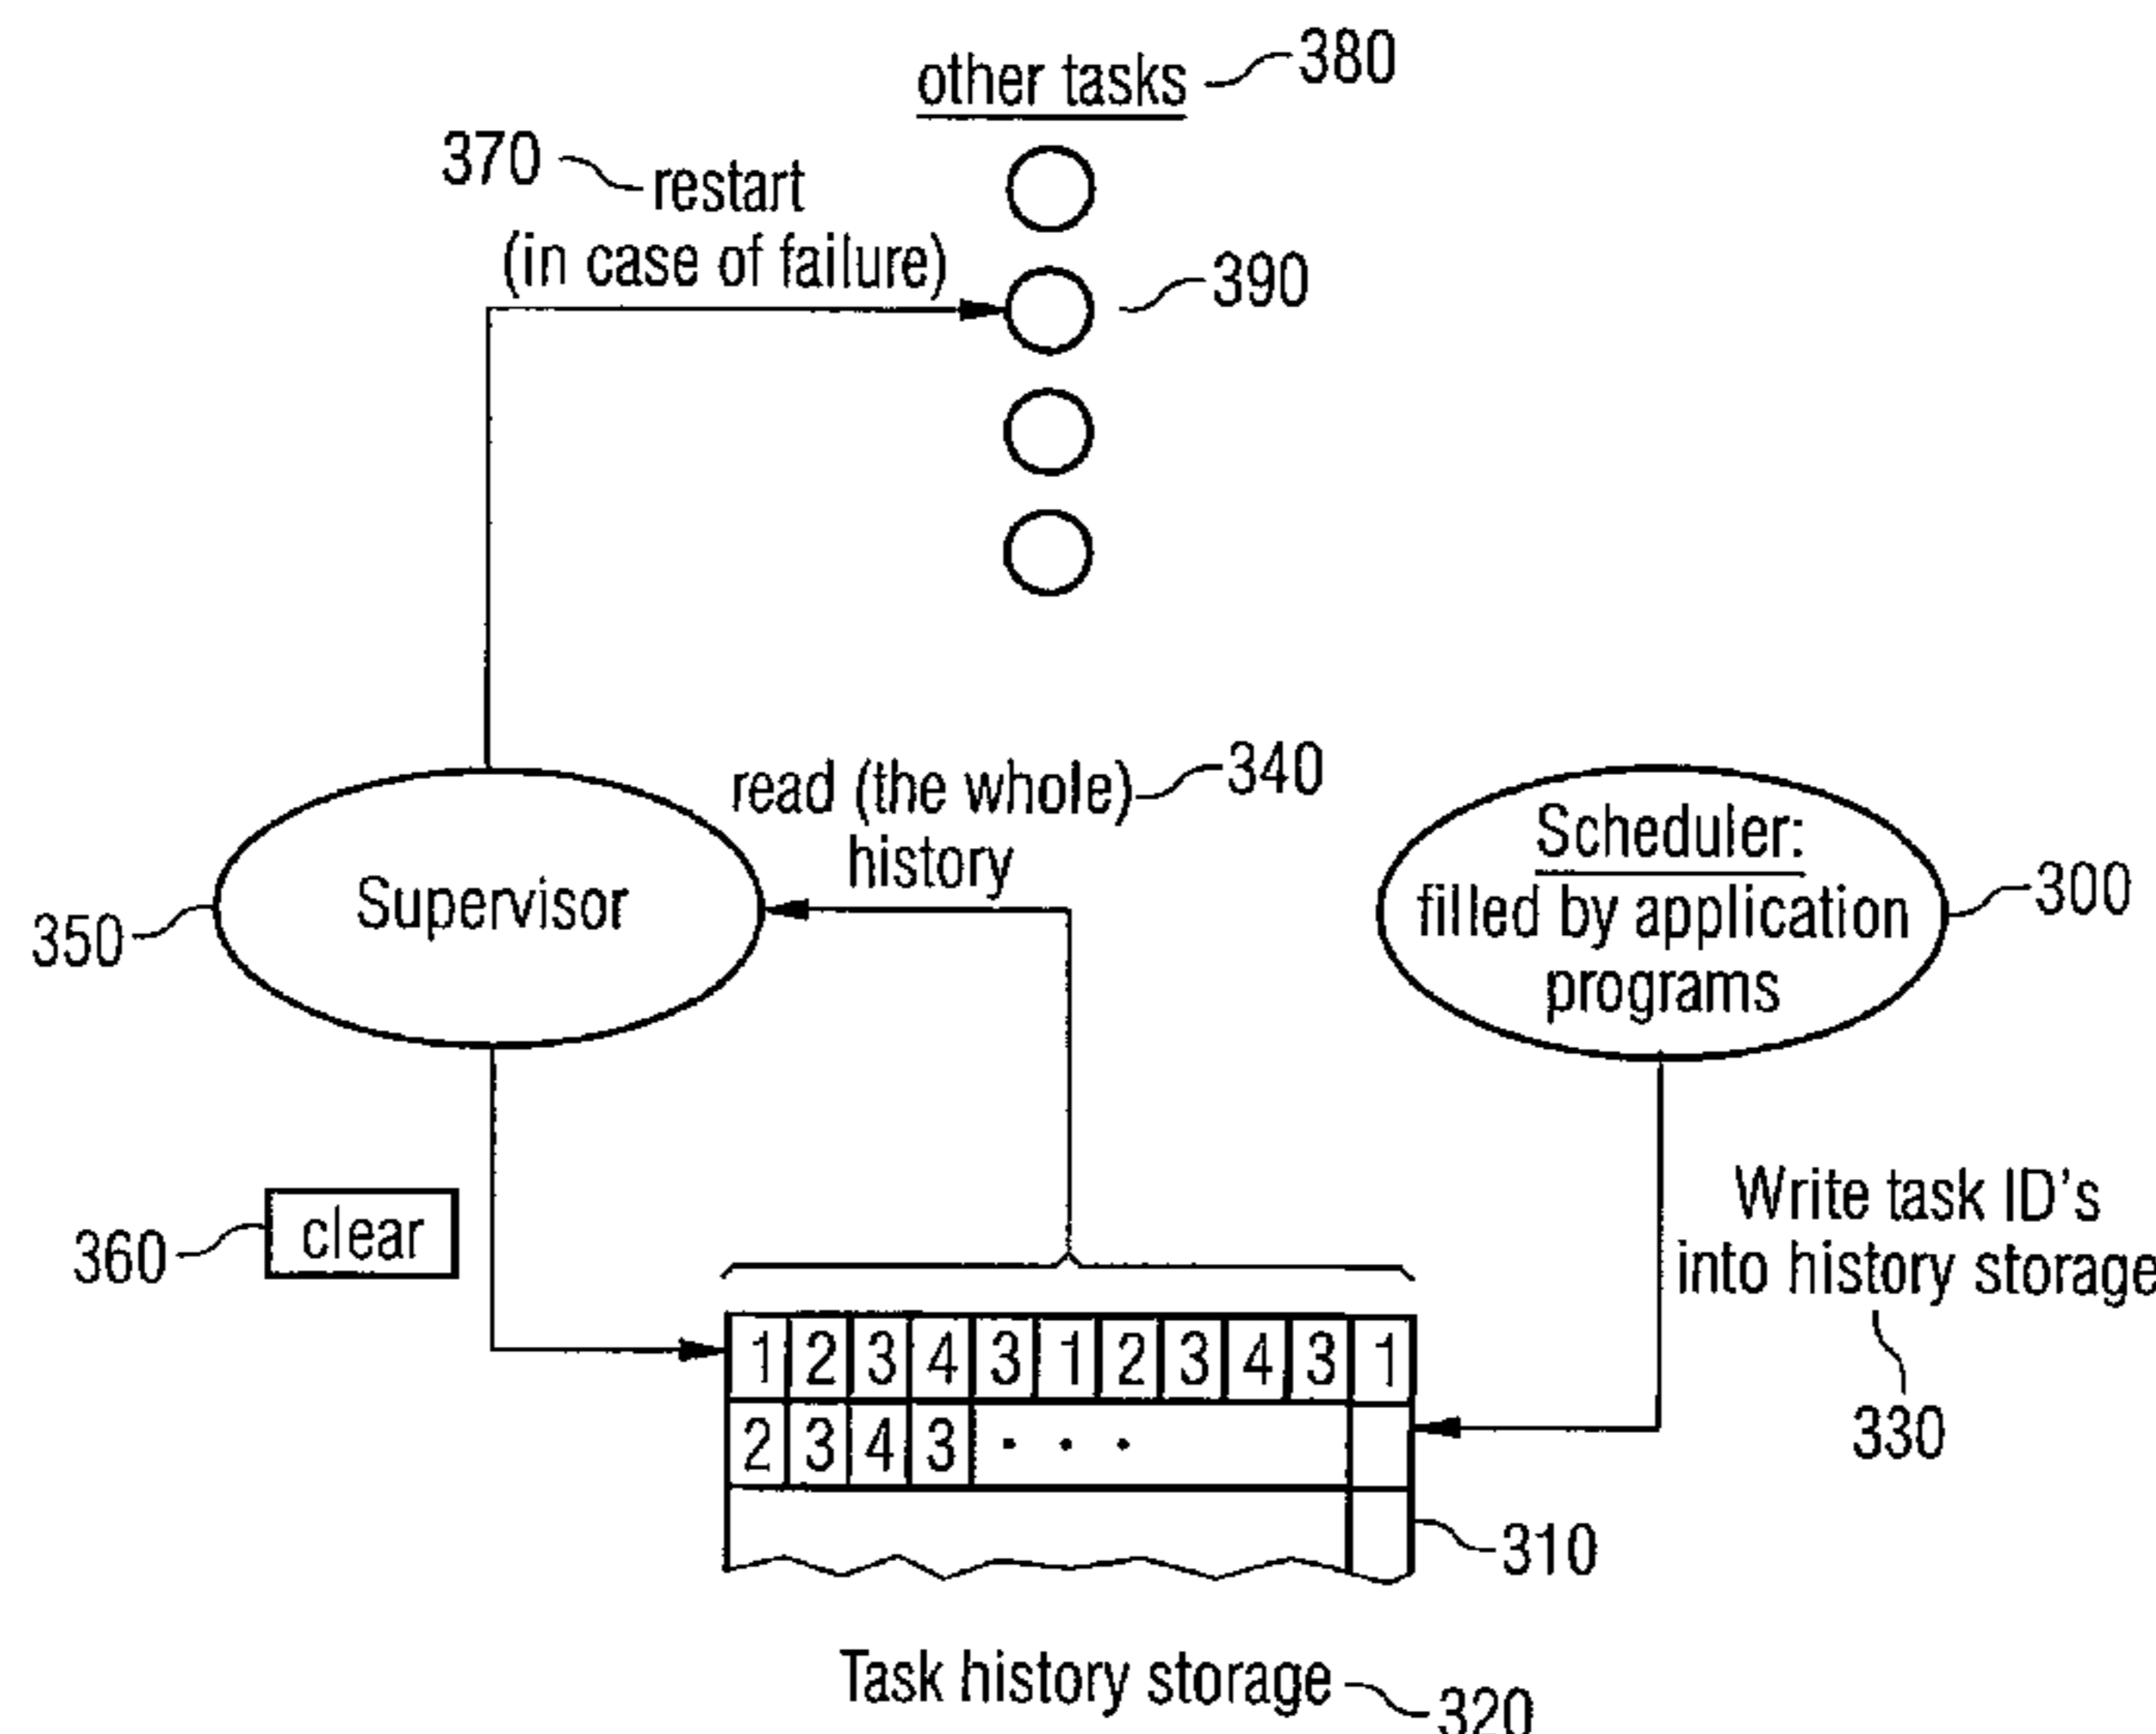 other tasks 380
370 restart
(in case of failure)
390
read (the whole) 340
history
Supervisor
350
Scheduler:
filled by application
programs
300
360 clear
Write task ID's
into history storage
330
1 2 3 4 3 1 2 3 4 3 1
2 3 4 3 . . .
310
Task history storage 320